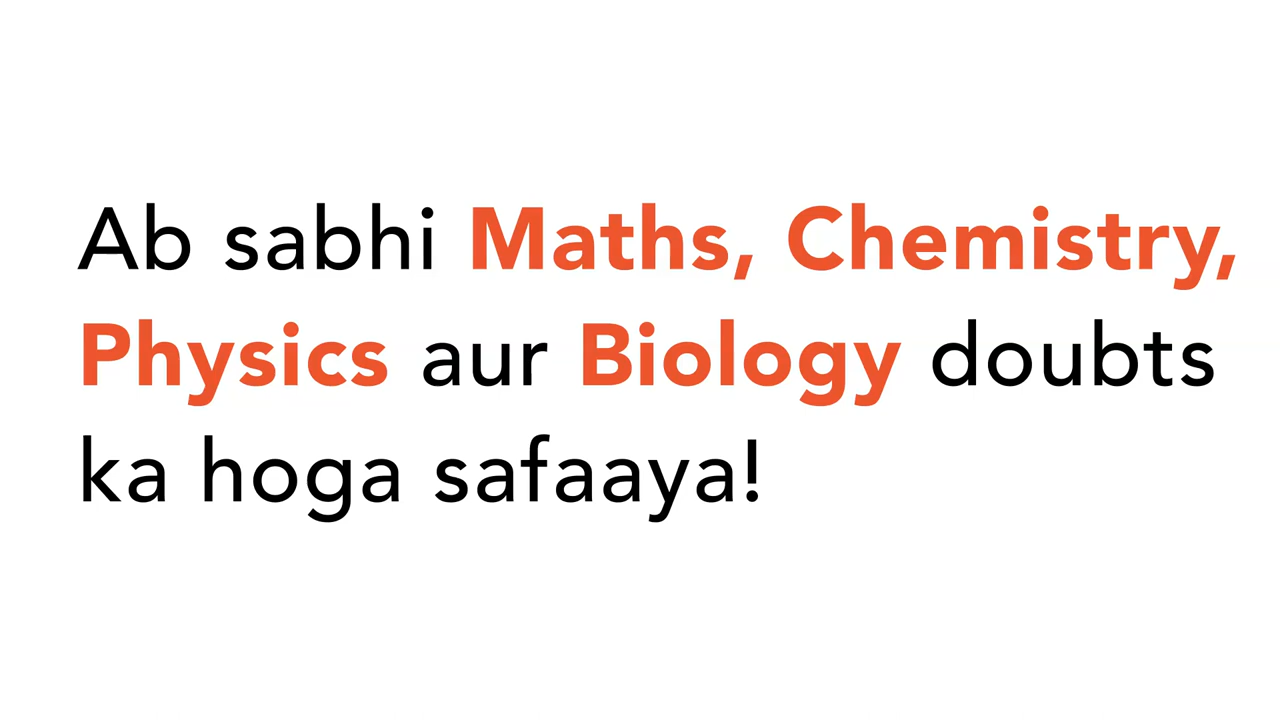 Ab sabhi Maths, Chemistry,
Physics aur Biology doubts
ka hoga safaaya!